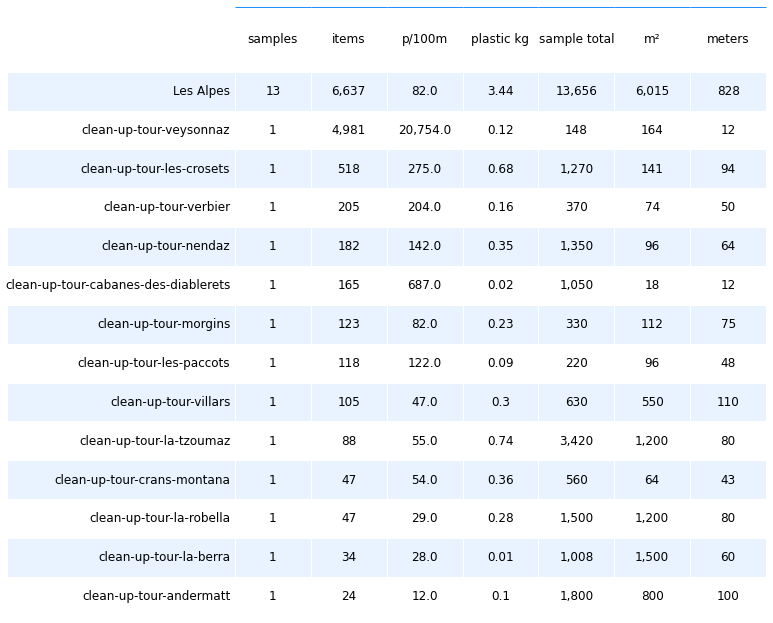 samples items p/100m plastic kg sample total m² meters
Les Alpes 13 6,637 82.0 3.44 13,656 6,015 828
clean-up-tour-veysonnaz 1 4,981 20,754.0 0.12 148 164 12
clean-up-tour-les-crosets 1 518 275.0 0.68 1,270 141 94
clean-up-tour-verbier 1 205 204.0 0.16 370 74 50
clean-up-tour-nendaz 1 182 142.0 0.35 1,350 96 64
clean-up-tour-cabanes-des-diablerets 1 165 687.0 0.02 1,050 18 12
clean-up-tour-morgins 1 123 82.0 0.23 330 112 75
clean-up-tour-les-paccots 1 118 122.0 0.09 220 96 48
clean-up-tour-villars 1 105 47.0 0.3 630 550 110
clean-up-tour-la-tzoumaz 1 88 55.0 0.74 3,420 1,200 80
clean-up-tour-crans-montana 1 47 54.0 0.36 560 64 43
clean-up-tour-la-robella 1 47 29.0 0.28 1,500 1,200 80
clean-up-tour-la-berra 1 34 28.0 0.01 1,008 1,500 60
clean-up-tour-andermatt 1 24 12.0 0.1 1,800 800 100